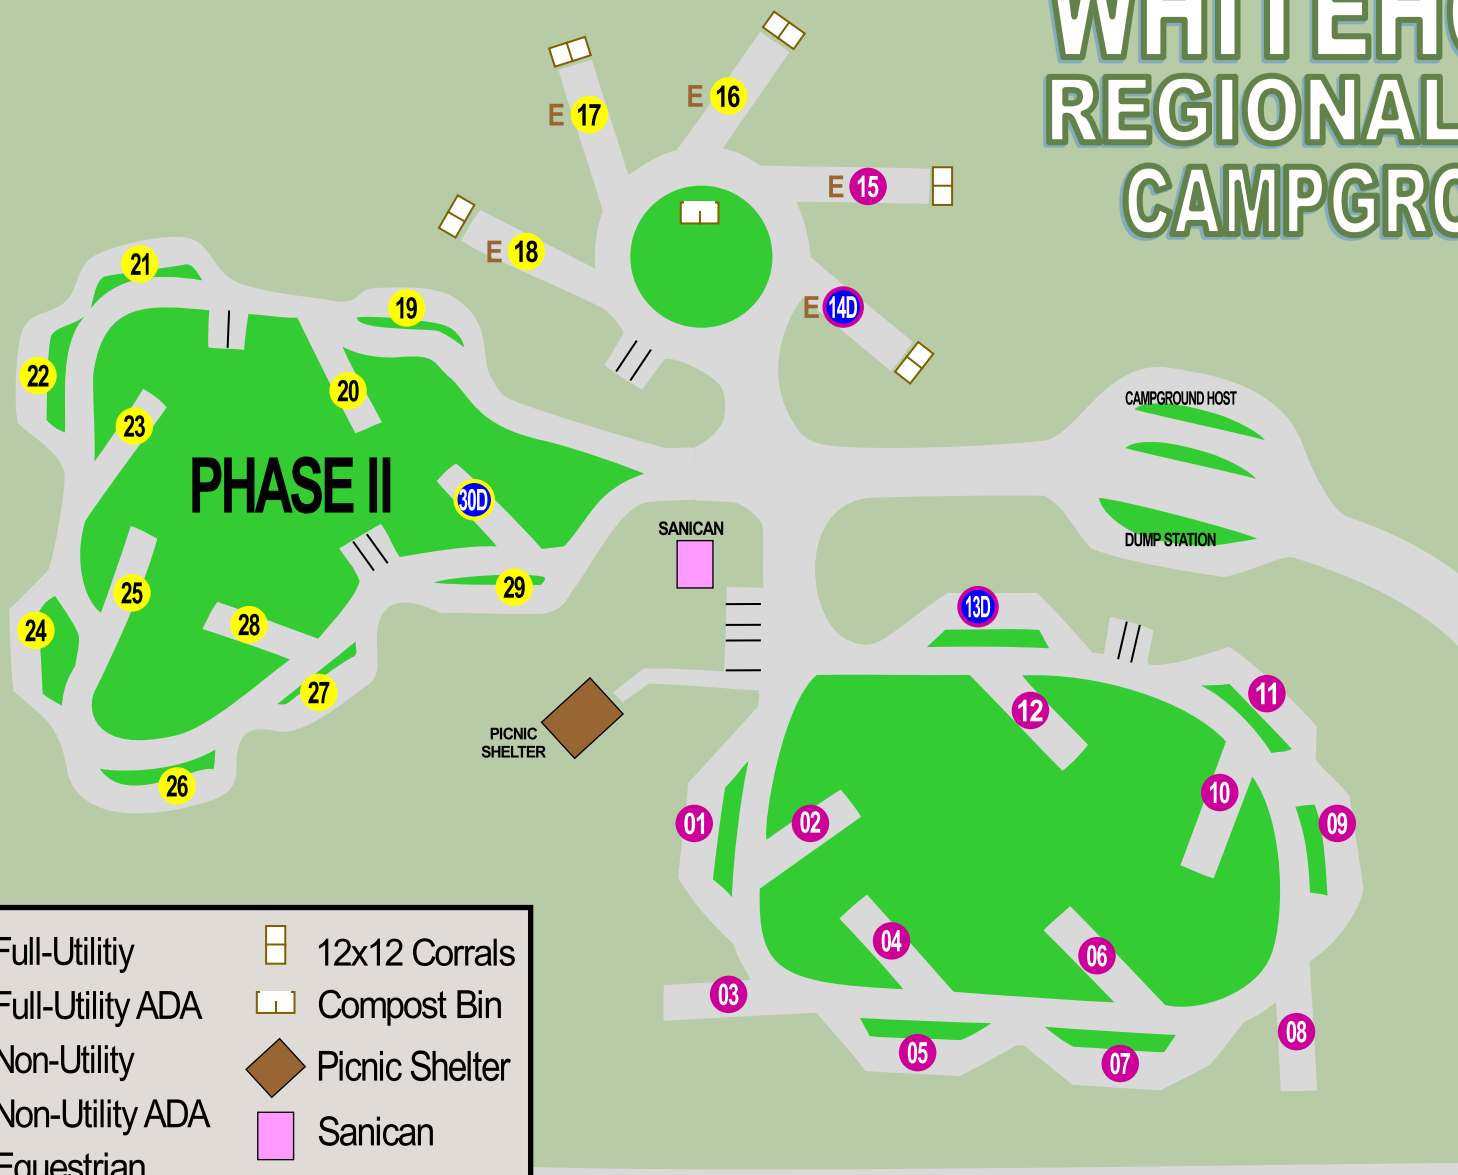 WHITEHO
REGIONAL
CAMPGRO
E 17
E 16
E 15
E 18
E 14D
21
19
22
20
23
PHASE II
30D
25
24
28
29
27
26
CAMPGROUND HOST
DUMP STATION
SANICAN
PICNIC
SHELTER
13D
12
11
10
01
02
09
04
06
03
05
07
08
Full-Utilitiy
Full-Utility ADA
Non-Utility
Non-Utility ADA
Equestrian
12x12 Corrals
Compost Bin
Picnic Shelter
Sanican